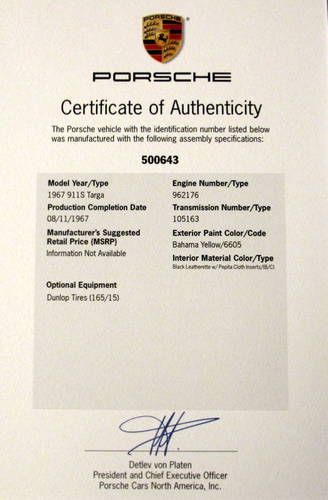 PORSCHE
Certificate of Authenticity
The Porsche vehicle with the identification number listed below
was manufactured with the following assembly specifications:
500643
Model Year/Type
1967 911S Targa
Production Completion Date
08/11/1967
Manufacturer's Suggested
Retail Price (MSRP)
Information Not Available
Optional Equipment
Dunlop Tires (165/15)
Engine Number/Type
962176
Transmission Number/Type
105163
Exterior Paint Color/Code
Bahama Yellow/6605
Interior Material Color/Type
Black Leatherette w/ Pepita Cloth Inserts/
Detlev von Platen
President and Chief Executive Officer
Porsche Cars North America, Inc.